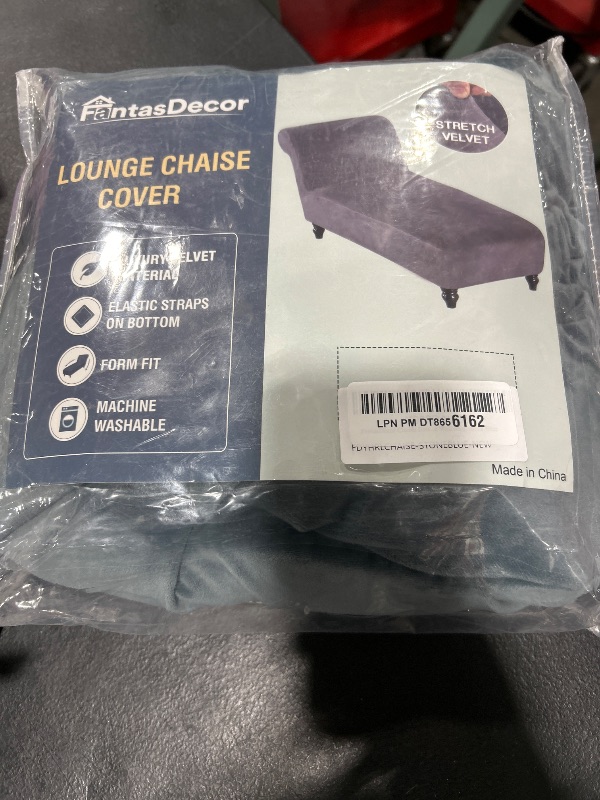 FantasDecor
LOUNGE CHAISE
COVER
STRETCH
VELVET
VELVET
ELASTIC STRAPS
ON BOTTOM
FORM FIT
MACHINE
WASHABLE
LPN PM DT8656162
Made in China